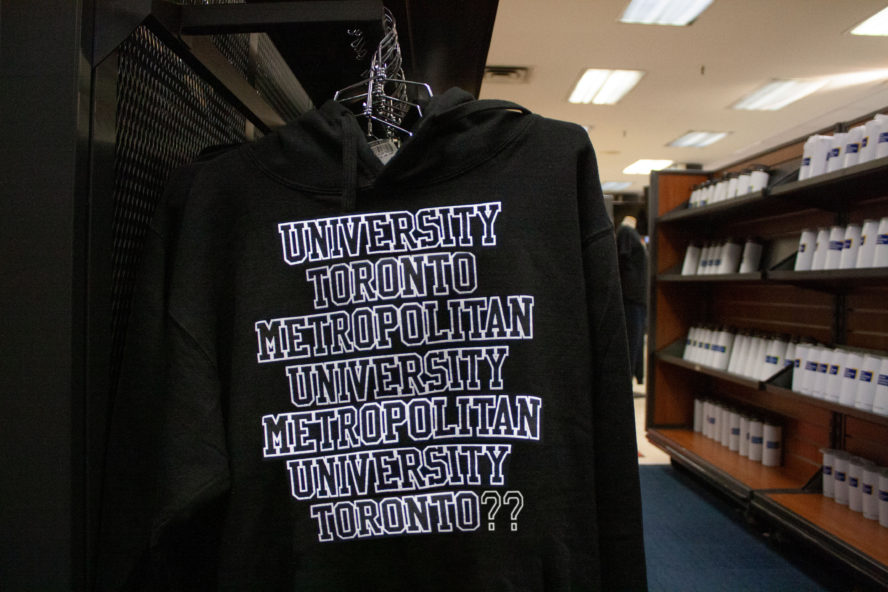 UNIVERSITY
TORONTO
METROPOLITAN
UNIVERSITY
METROPOLITAN
UNIVERSITY
TORONTO??